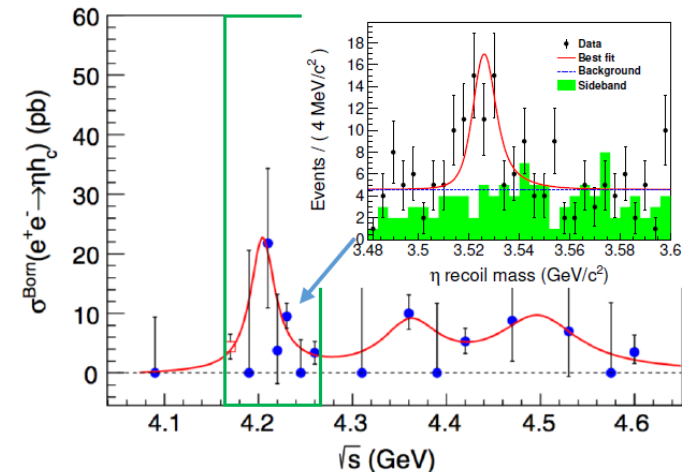 σ^Born(e⁺e⁻→ηh_c) (pb)
60
50
40
30
20
10
0
4.1 4.2 4.3 4.4 4.5 4.6
√s (GeV)
Events / ( 4 MeV/c² )
18
16
14
12
10
8
6
4
2
0
Data
Best fit
Background
Sideband
3.48 3.5 3.52 3.54 3.56 3.58 3.6
η recoil mass (GeV/c²)